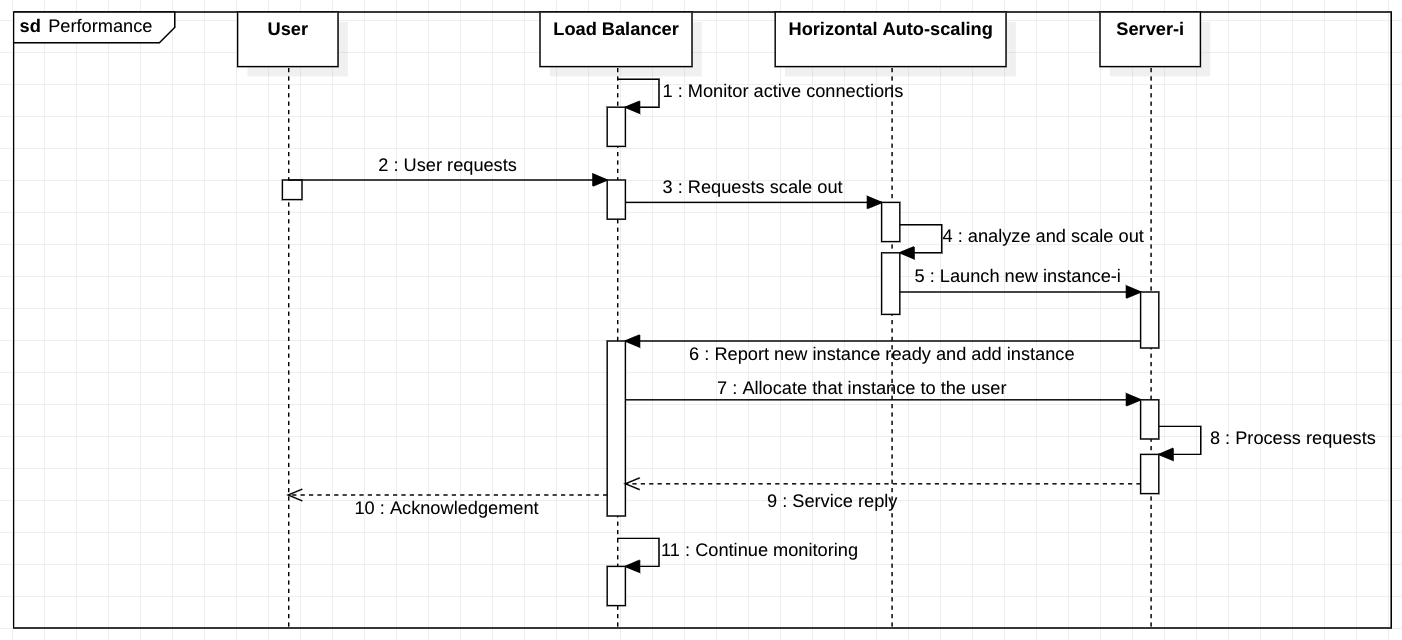 sd Performance
User
Load Balancer
Horizontal Auto-scaling
Server-i
1 : Monitor active connections
2 : User requests
3 : Requests scale out
4 : analyze and scale out
5 : Launch new instance-i
6 : Report new instance ready and add instance
7 : Allocate that instance to the user
8 : Process requests
9 : Service reply
10 : Acknowledgement
11 : Continue monitoring